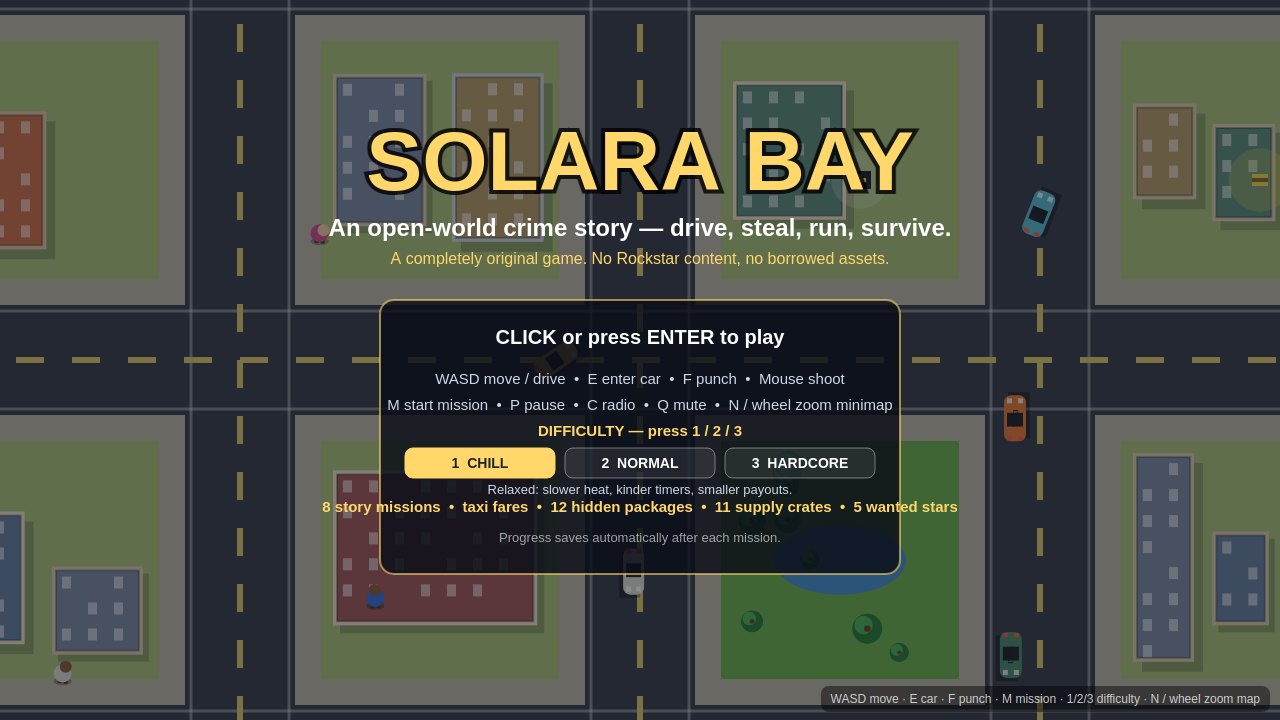 SOLARA BAY
An open-world crime story — drive, steal, run, survive.
A completely original game. No Rockstar content, no borrowed assets.
CLICK or press ENTER to play
WASD move / drive • E enter car • F punch • Mouse shoot
M start mission • P pause • C radio • Q mute • N / wheel zoom minimap
DIFFICULTY — press 1 / 2 / 3
1 CHILL 2 NORMAL 3 HARDCORE
Relaxed: slower heat, kinder timers, smaller payouts.
8 story missions • taxi fares • 12 hidden packages • 11 supply crates • 5 wanted stars
Progress saves automatically after each mission.
WASD move · E car · F punch · M mission · 1/2/3 difficulty · N / wheel zoom map